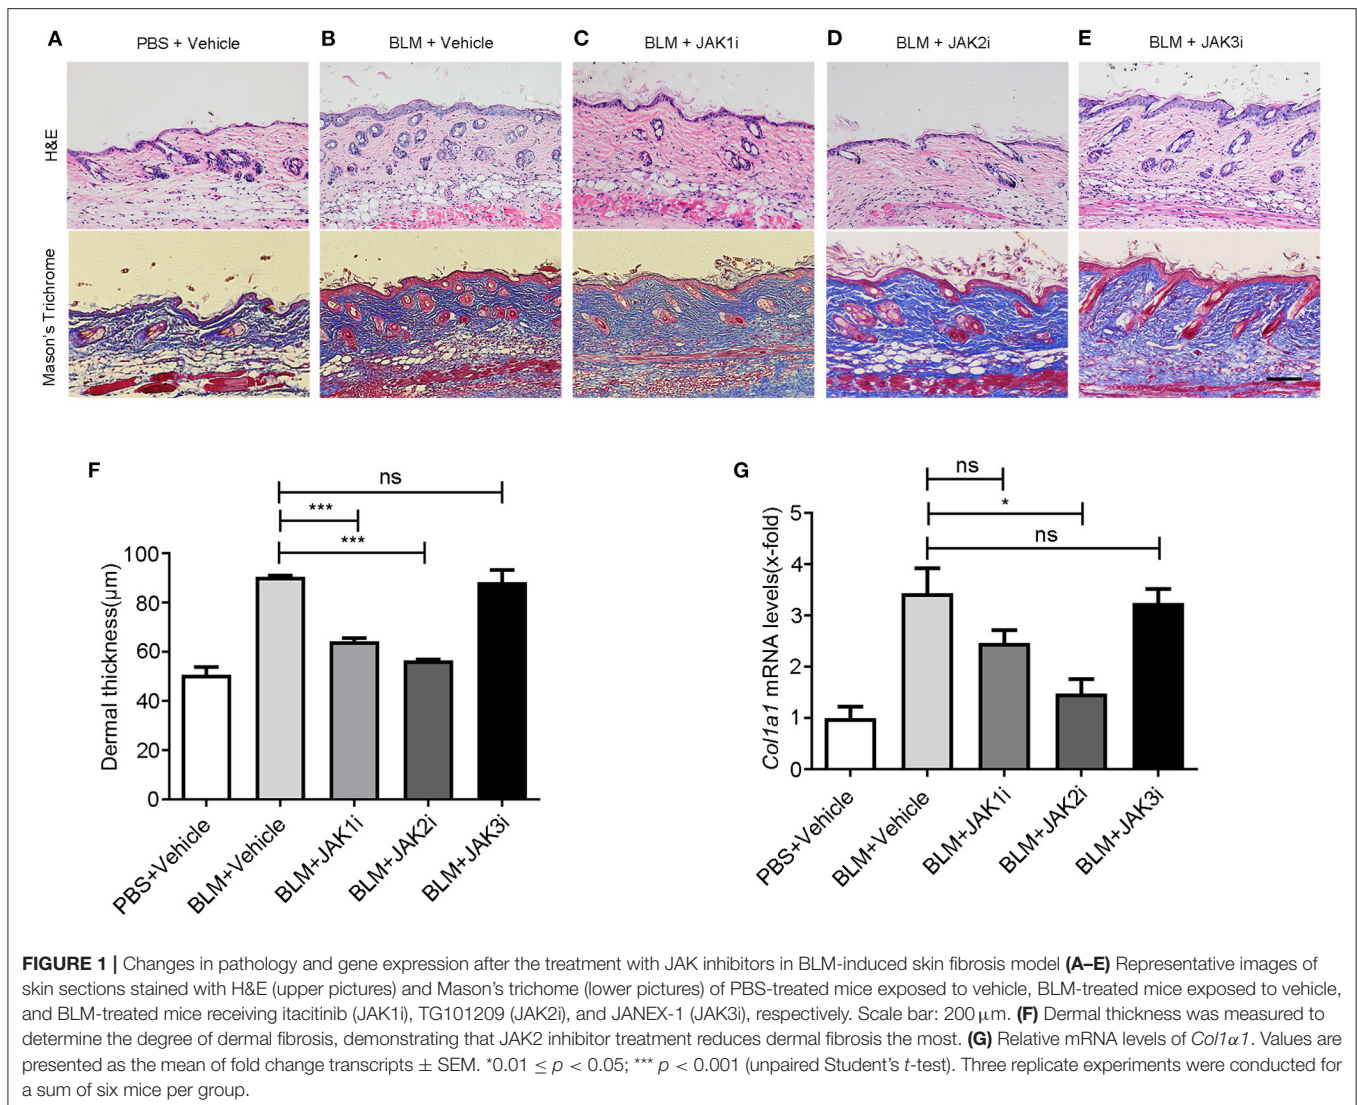 A PBS + Vehicle
B BLM + Vehicle
C BLM + JAK1i
D BLM + JAK2i
E BLM + JAK3i
H&E
Mason's Trichrome
F
ns
***
***
Dermal thickness(μm)
100
80
60
40
20
0
PBS+Vehicle
BLM+Vehicle
BLM+JAK1i
BLM+JAK2i
BLM+JAK3i
G
ns
*
ns
Col1a1 mRNA levels(x-fold)
5
4
3
2
1
0
PBS+Vehicle
BLM+Vehicle
BLM+JAK1i
BLM+JAK2i
BLM+JAK3i
FIGURE 1 | Changes in pathology and gene expression after the treatment with JAK inhibitors in BLM-induced skin fibrosis model (A–E) Representative images of
skin sections stained with H&E (upper pictures) and Mason's trichome (lower pictures) of PBS-treated mice exposed to vehicle, BLM-treated mice exposed to vehicle,
and BLM-treated mice receiving itacitinib (JAK1i), TG101209 (JAK2i), and JANEX-1 (JAK3i), respectively. Scale bar: 200 μm. (F) Dermal thickness was measured to
determine the degree of dermal fibrosis, demonstrating that JAK2 inhibitor treatment reduces dermal fibrosis the most. (G) Relative mRNA levels of Col1α1. Values are
presented as the mean of fold change transcripts ± SEM. *0.01 ≤ p < 0.05; *** p < 0.001 (unpaired Student's t-test). Three replicate experiments were conducted for
a sum of six mice per group.